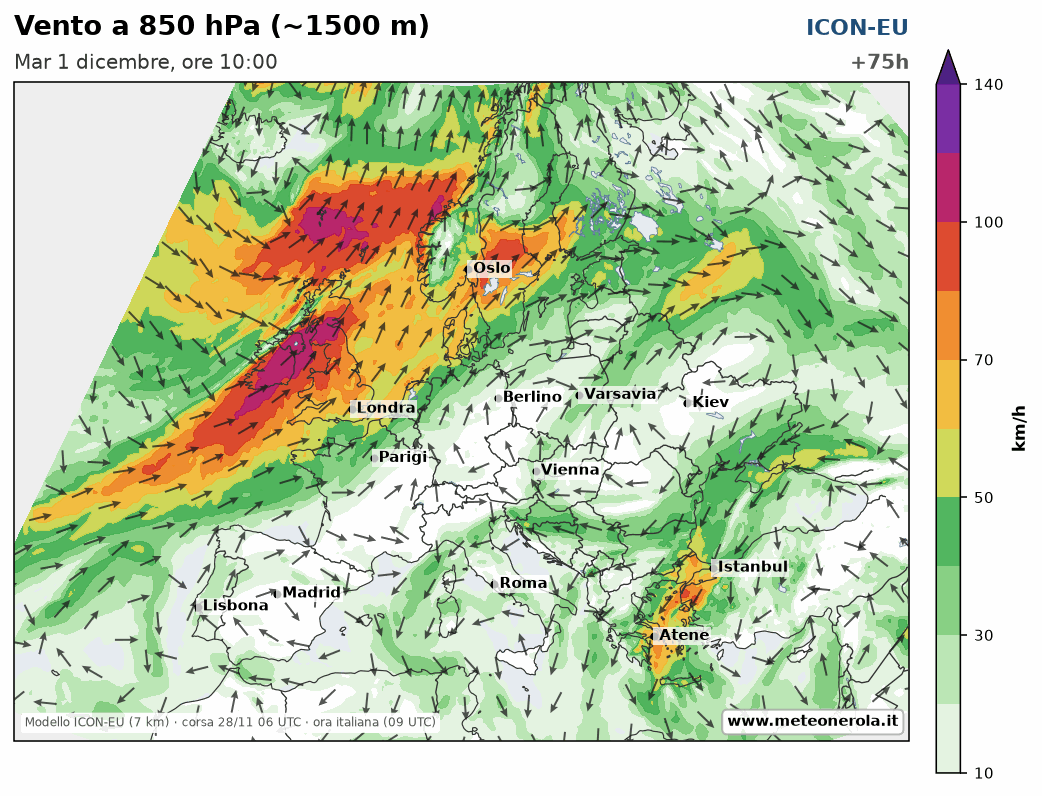 Vento a 850 hPa (~1500 m)
ICON-EU
Mar 1 dicembre, ore 10:00
+75h
140
100
70
50
30
10
km/h
Oslo
Londra
Berlino
Varsavia
Kiev
Parigi
Vienna
Istanbul
Roma
Madrid
Lisbona
Atene
Modello ICON-EU (7 km) · corsa 28/11 06 UTC · ora italiana (09 UTC)
www.meteonerola.it